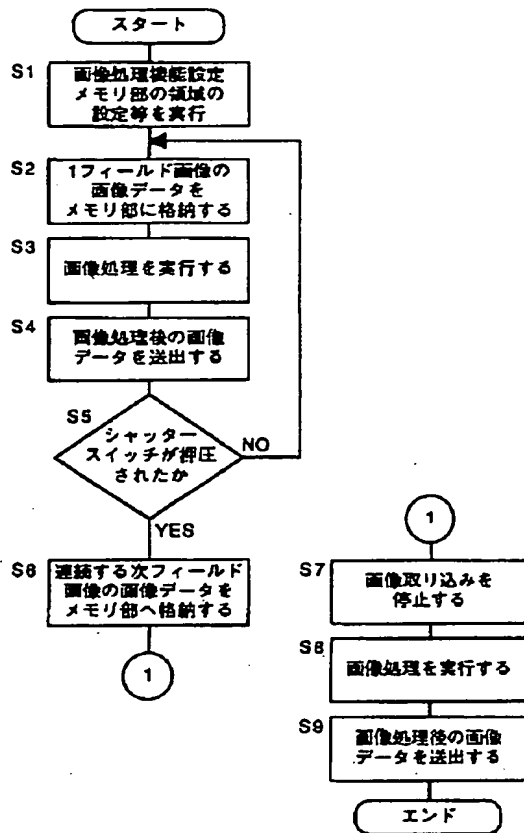 スタート
S1
画像処理機能設定
メモリ部の領域の
設定等を実行
S2
1フィールド画像の
画像データを
メモリ部に格納する
S3
画像処理を実行する
S4
画像処理後の画像
データを送出する
S5
シャッター
スイッチが押圧
されたか
NO
YES
S6
連続する次フィールド
画像の画像データを
メモリ部へ格納する
1
1
S7
画像取り込みを
停止する
S8
画像処理を実行する
S9
画像処理後の画像
データを送出する
エンド